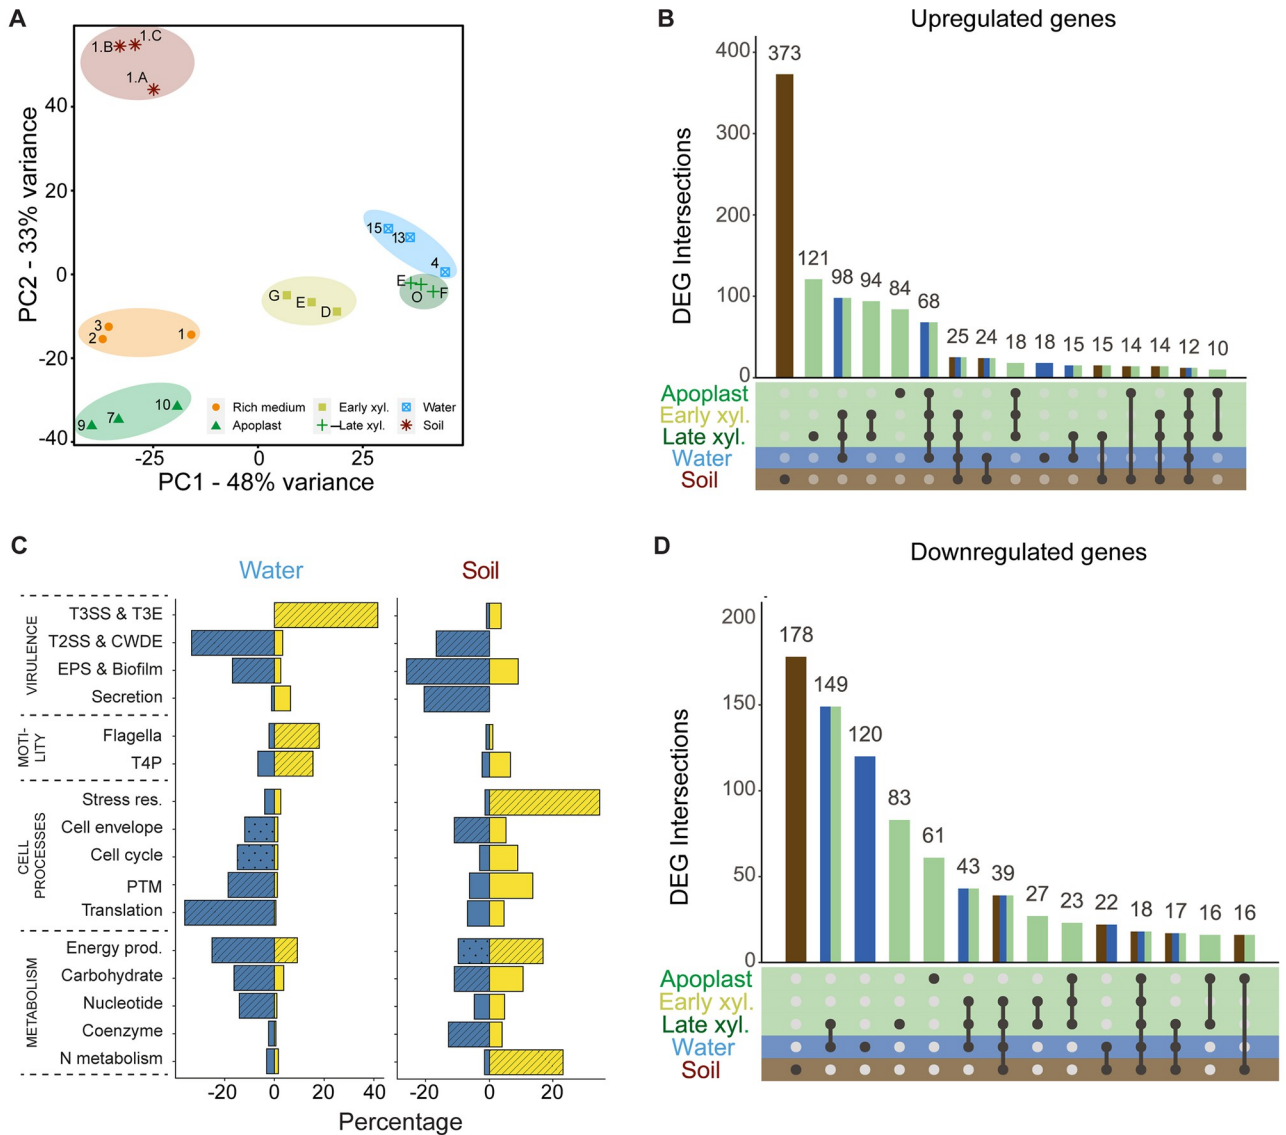 A
1.B
1.C
1.A
15
13
4
E
O
F
G
E
D
3
2
1
10
7
9
40
20
0
-20
-40
PC2 - 33% variance
-25
0
25
PC1 - 48% variance
Rich medium
Early xyl.
Water
Apoplast
Late xyl.
Soil
B
Upregulated genes
DEG Intersections
400
300
200
100
0
373
121
98
94
84
68
25
24
18
18
15
15
14
14
12
10
Apoplast
Early xyl.
Late xyl.
Water
Soil
C
Water
Soil
VIRULENCE
T3SS & T3E
T2SS & CWDE
EPS & Biofilm
Secretion
MOTI-
LITY
Flagella
T4P
CELL
PROCESSES
Stress res.
Cell envelope
Cell cycle
PTM
Translation
METABOLISM
Energy prod.
Carbohydrate
Nucleotide
Coenzyme
N metabolism
-20
0
20
40
-20
0
20
Percentage
D
Downregulated genes
DEG Intersections
200
150
100
50
0
178
149
120
83
61
43
39
27
23
22
18
17
16
16
Apoplast
Early xyl.
Late xyl.
Water
Soil